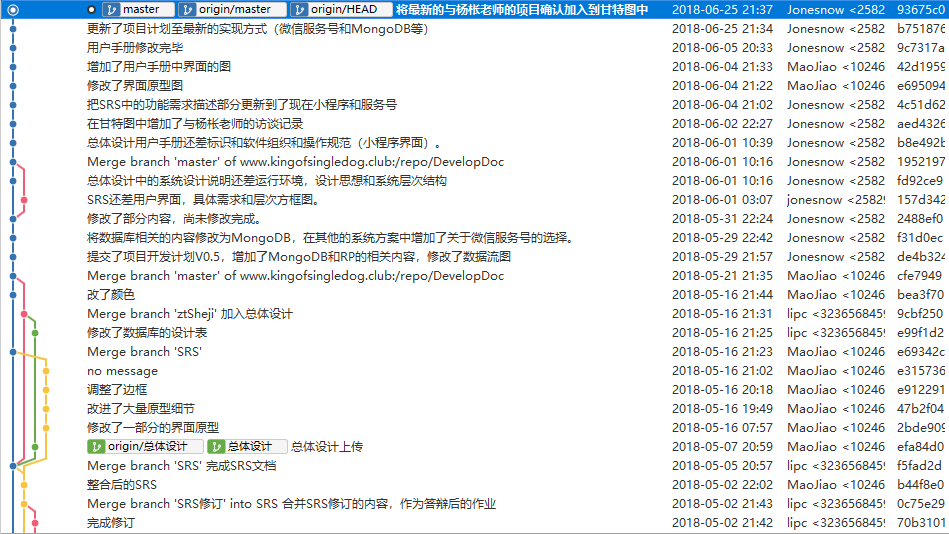 master origin/master origin/HEAD 将最新的与杨枨老师的项目确认加入到甘特图中 2018-06-25 21:37 Jonesnow <2582 93675c0
更新了项目计划至最新的实现方式（微信服务号和MongoDB等） 2018-06-25 21:34 Jonesnow <2582 b751876
用户手册修改完毕 2018-06-05 20:33 Jonesnow <2582 9c7317a
增加了用户手册中界面的图 2018-06-04 21:33 MaoJiao <10246 42d1959
修改了界面原型图 2018-06-04 21:22 MaoJiao <10246 e695094
把SRS中的功能需求描述部分更新到了现在小程序和服务号 2018-06-04 21:02 Jonesnow <2582 4c51d62
在甘特图中增加了与杨枨老师的访谈记录 2018-06-02 22:27 Jonesnow <2582 aed4326
总体设计用户手册还差标识和软件组织和操作规范（小程序界面）。 2018-06-01 10:39 Jonesnow <2582 b8e492b
Merge branch 'master' of www.kingofsingledog.club:/repo/DevelopDoc 2018-06-01 10:16 Jonesnow <2582 1952197
总体设计中的系统设计说明还差运行环境，设计思想和系统层次结构 2018-06-01 10:16 Jonesnow <2582 fd92ce9
SRS还差用户界面，具体需求和层次方框图。 2018-06-01 03:07 jonesnow <25829 157d342
修改了部分内容，尚未修改完成。 2018-05-31 22:24 Jonesnow <2582 2488ef0
将数据库相关的内容修改为MongoDB，在其他的系统方案中增加了关于微信服务号的选择。 2018-05-29 22:42 Jonesnow <2582 f31d0ec
提交了项目开发计划V0.5，增加了MongoDB和RP的相关内容，修改了数据流图 2018-05-29 21:57 Jonesnow <2582 de4b324
Merge branch 'master' of www.kingofsingledog.club:/repo/DevelopDoc 2018-05-21 21:35 MaoJiao <10246 cfe7949
改了颜色 2018-05-16 21:44 MaoJiao <10246 bea3f70
Merge branch 'ztSheji' 加入总体设计 2018-05-16 21:31 lipc <3236568459 9cbf250
修改了数据库的设计表 2018-05-16 21:25 lipc <3236568459 e99f1d2
Merge branch 'SRS' 2018-05-16 21:23 MaoJiao <10246 e69342c
no message 2018-05-16 21:02 MaoJiao <10246 e315736
调整了边框 2018-05-16 20:18 MaoJiao <10246 e912291
改进了大量原型细节 2018-05-16 19:49 MaoJiao <10246 47b2f04
修改了一部分的界面原型 2018-05-16 07:57 MaoJiao <10246 2bde909
origin/总体设计 总体设计 总体设计上传 2018-05-07 20:59 MaoJiao <10246 efa84d0
Merge branch 'SRS' 完成SRS文档 2018-05-05 20:57 lipc <3236568459 f5fad2d
整合后的SRS 2018-05-02 22:02 MaoJiao <10246 b44f8e0
Merge branch 'SRS修订' into SRS 合并SRS修订的内容，作为答辩后的作业 2018-05-02 21:43 lipc <3236568459 0c75e29
完成修订 2018-05-02 21:42 lipc <3236568459 70b3101